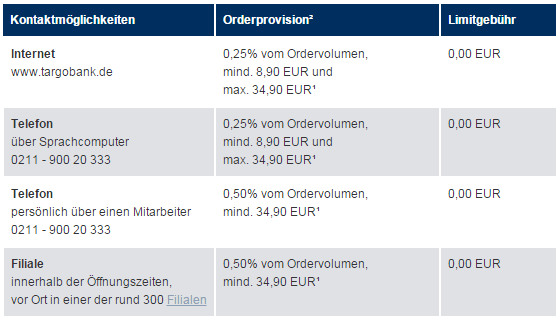 Kontaktmöglichkeiten Orderprovision² Limitgebühr
Internet
www.targobank.de
0,25% vom Ordervolumen,
mind. 8,90 EUR und
max. 34,90 EUR¹
0,00 EUR
Telefon
über Sprachcomputer
0211 - 900 20 333
0,25% vom Ordervolumen,
mind. 8,90 EUR und
max. 34,90 EUR¹
0,00 EUR
Telefon
persönlich über einen Mitarbeiter
0211 - 900 20 333
0,50% vom Ordervolumen,
mind. 34,90 EUR¹
0,00 EUR
Filiale
innerhalb der Öffnungszeiten,
vor Ort in einer der rund 300 Filialen
0,50% vom Ordervolumen,
mind. 34,90 EUR¹
0,00 EUR